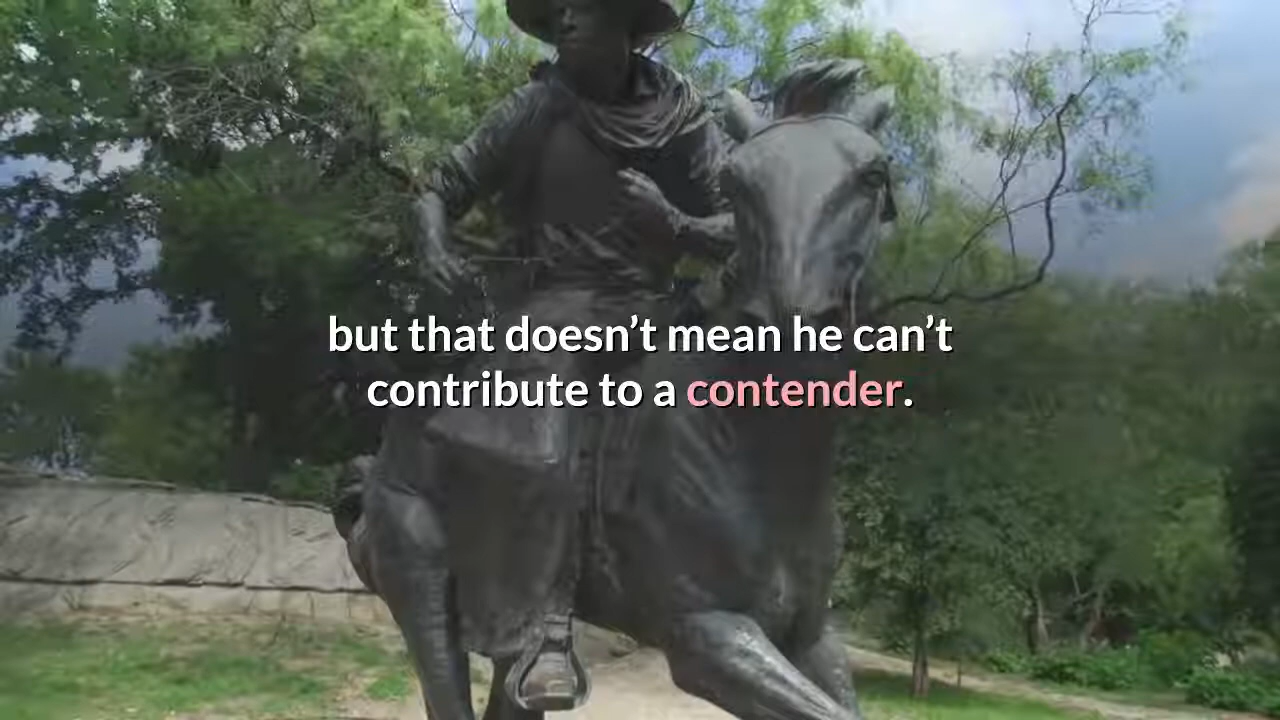 but that doesn’t mean he can’t
contribute to a contender.